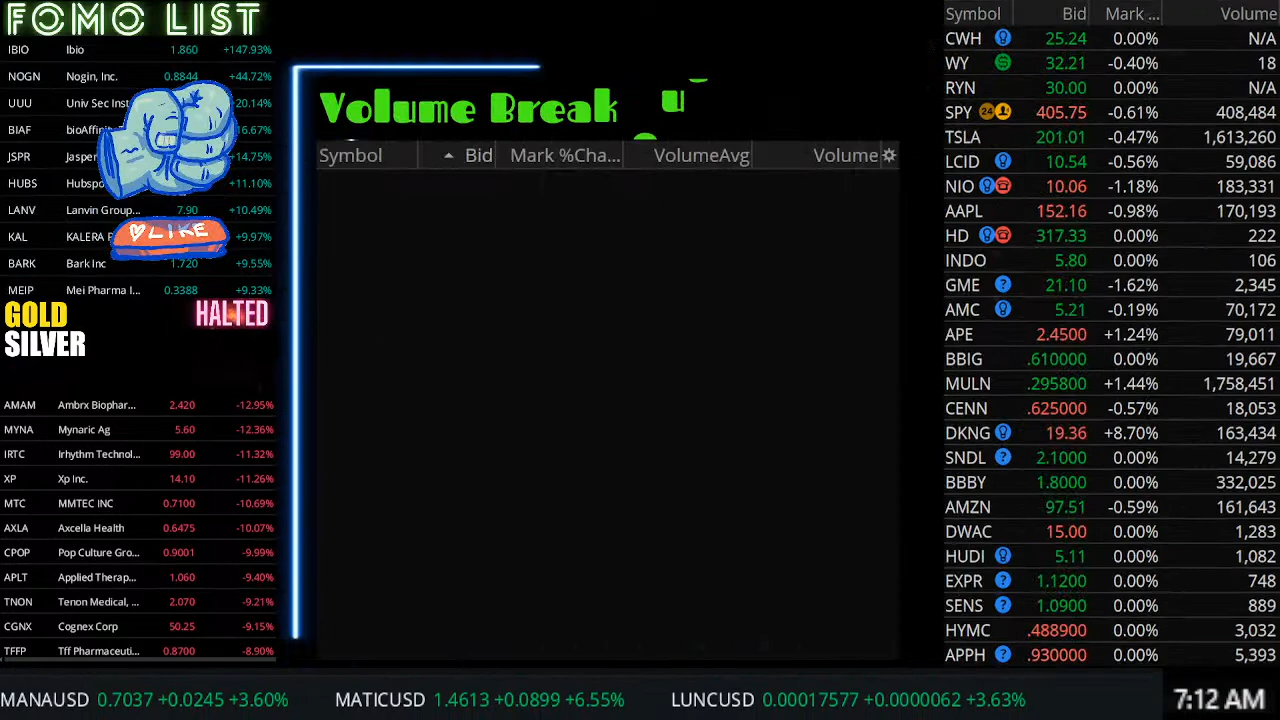 FOMO LIST
IBIO Ibio 1.860 +147.93%
NOGN Nogin, Inc. 0.8844 +44.72%
UUU Univ Sec Inst +20.14%
BIAF bioAffinit 16.67%
JSPR Jasper +14.75%
HUBS Hubspo +11.10%
LANV Lanvin Group... 7.90 +10.49%
KAL KALERA P +9.97%
BARK Bark Inc 1.720 +9.55%
MEIP Mei Pharma I... 0.3388 +9.33%
LIKE
GOLD
SILVER
HALTED
AMAM Ambrx Biophar... 2.420 -12.95%
MYNA Mynaric Ag 5.60 -12.36%
IRTC Irhythm Technol... 99.00 -11.32%
XP Xp Inc. 14.10 -11.26%
MTC MMTEC INC 0.7100 -10.69%
AXLA Axcella Health 0.6475 -10.07%
CPOP Pop Culture Gro... 0.9001 -9.99%
APLT Applied Therap... 1.060 -9.40%
TNON Tenon Medical, ... 2.070 -9.21%
CGNX Cognex Corp 50.25 -9.15%
TFFP Tff Pharmaceuti... 0.8700 -8.90%
Volume Break u
Symbol Bid Mark %Cha... VolumeAvg Volume
Symbol Bid Mark ... Volume
CWH 25.24 0.00% N/A
WY 32.21 -0.40% 18
RYN 30.00 0.00% N/A
SPY 24 405.75 -0.61% 408,484
TSLA 201.01 -0.47% 1,613,260
LCID 10.54 -0.56% 59,086
NIO 10.06 -1.18% 183,331
AAPL 152.16 -0.98% 170,193
HD 317.33 0.00% 222
INDO 5.80 0.00% 106
GME ? 21.10 -1.62% 2,345
AMC 5.21 -0.19% 70,172
APE 2.4500 +1.24% 79,011
BBIG .610000 0.00% 19,667
MULN .295800 +1.44% 1,758,451
CENN .625000 -0.57% 18,053
DKNG 19.36 +8.70% 163,434
SNDL ? 2.1000 0.00% 14,279
BBBY 1.8000 0.00% 332,025
AMZN 97.51 -0.59% 161,643
DWAC 15.00 0.00% 1,283
HUDI 5.11 0.00% 1,082
EXPR ? 1.1200 0.00% 748
SENS ? 1.0900 0.00% 889
HYMC .488900 0.00% 3,032
APPH ? .930000 0.00% 5,393
MANAUSD 0.7037 +0.0245 +3.60% MATICUSD 1.4613 +0.0899 +6.55% LUNCUSD 0.00017577 +0.0000062 +3.63% 7:12 AM